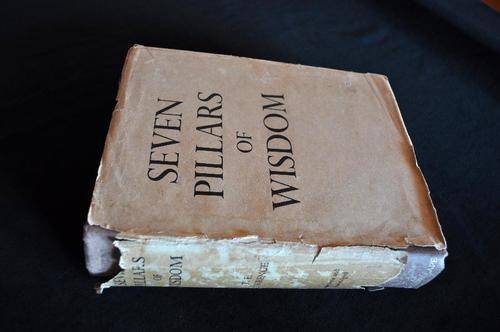 SEVEN
PILLARS
OF
WISDOM
SEVEN
PILLARS
OF
WISDOM
T. E.